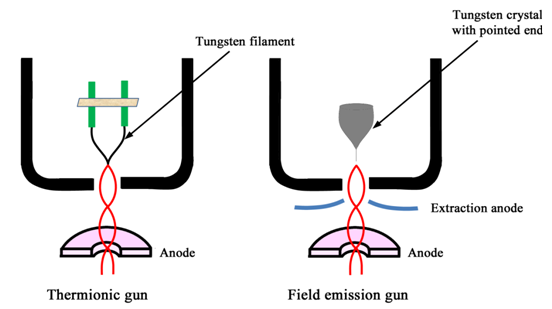 Tungsten filament
Tungsten crystal
with pointed end
Extraction anode
Anode
Anode
Thermionic gun
Field emission gun